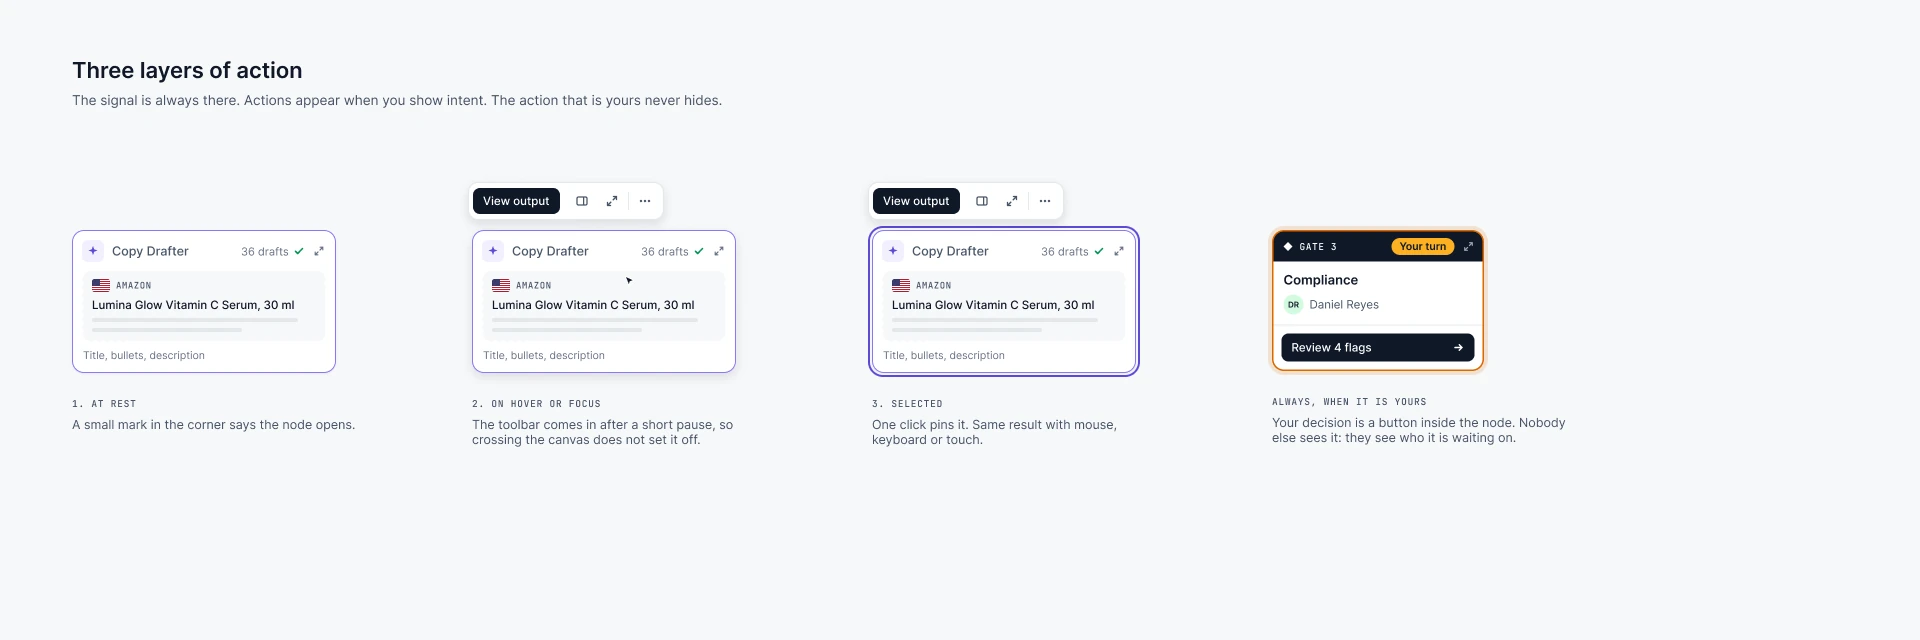 Three layers of action
The signal is always there. Actions appear when you show intent. The action that is yours never hides.
View output
Copy Drafter 36 drafts
AMAZON
Lumina Glow Vitamin C Serum, 30 ml
Title, bullets, description
1. AT REST
A small mark in the corner says the node opens.
Copy Drafter 36 drafts
AMAZON
Lumina Glow Vitamin C Serum, 30 ml
Title, bullets, description
2. ON HOVER OR FOCUS
The toolbar comes in after a short pause, so
crossing the canvas does not set it off.
View output
Copy Drafter 36 drafts
AMAZON
Lumina Glow Vitamin C Serum, 30 ml
Title, bullets, description
3. SELECTED
One click pins it. Same result with mouse,
keyboard or touch.
GATE 3 Your turn
Compliance
DR Daniel Reyes
Review 4 flags
ALWAYS, WHEN IT IS YOURS
Your decision is a button inside the node. Nobody
else sees it: they see who it is waiting on.